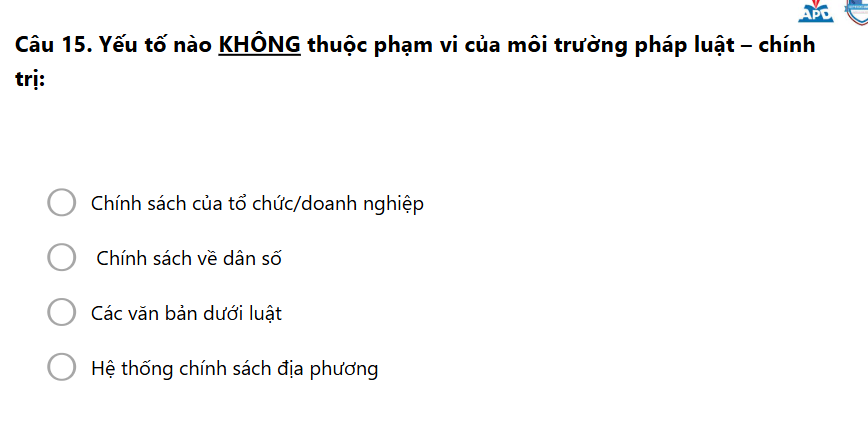 APD
Câu 15. Yếu tố nào KHÔNG thuộc phạm vi của môi trường pháp luật – chính
trị:
Chính sách của tổ chức/doanh nghiệp
Chính sách về dân số
Các văn bản dưới luật
Hệ thống chính sách địa phương